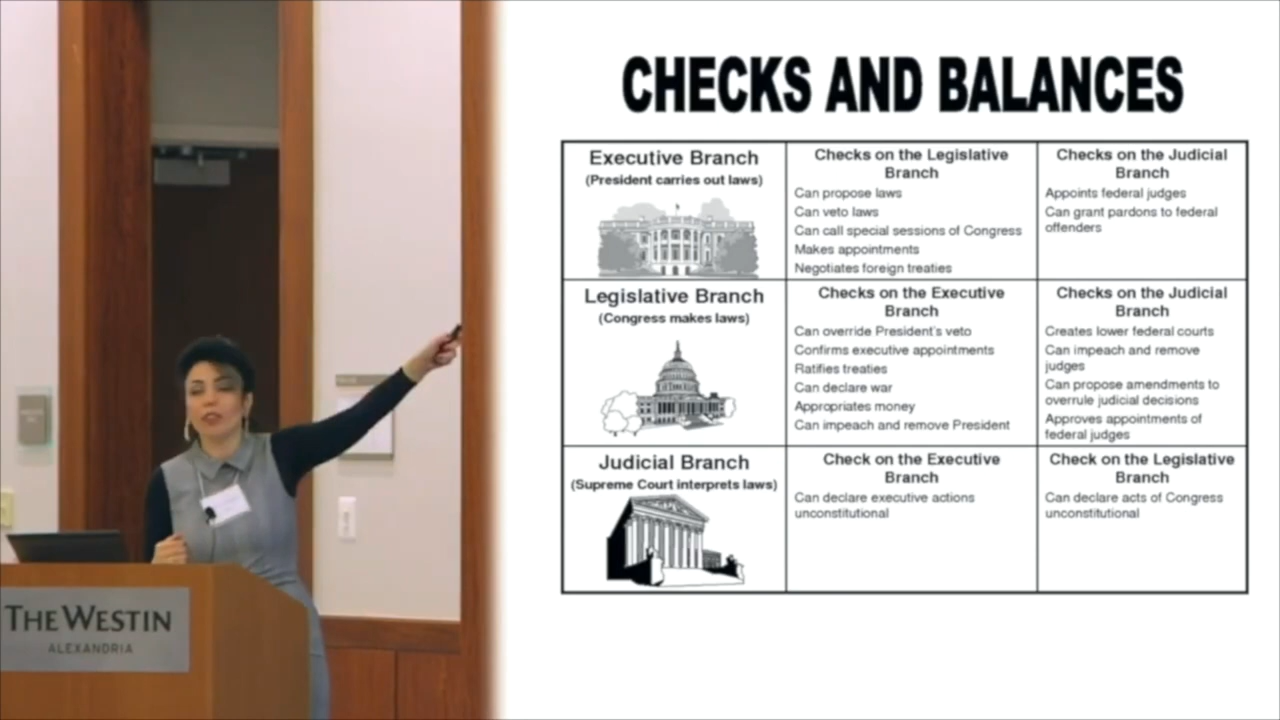 CHECKS AND BALANCES
Executive Branch
(President carries out laws)
Checks on the Legislative
Branch
Can propose laws
Can veto laws
Can call special sessions of Congress
Makes appointments
Negotiates foreign treaties
Checks on the Judicial
Branch
Appoints federal judges
Can grant pardons to federal
offenders
Legislative Branch
(Congress makes laws)
Checks on the Executive
Branch
Can override President's veto
Confirms executive appointments
Ratifies treaties
Can declare war
Appropriates money
Can impeach and remove President
Checks on the Judicial
Branch
Creates lower federal courts
Can impeach and remove
judges
Can propose amendments to
overrule judicial decisions
Approves appointments of
federal judges
Judicial Branch
(Supreme Court interprets laws)
Check on the Executive
Branch
Can declare executive actions
unconstitutional
Check on the Legislative
Branch
Can declare acts of Congress
unconstitutional
THE WESTIN
ALEXANDRIA